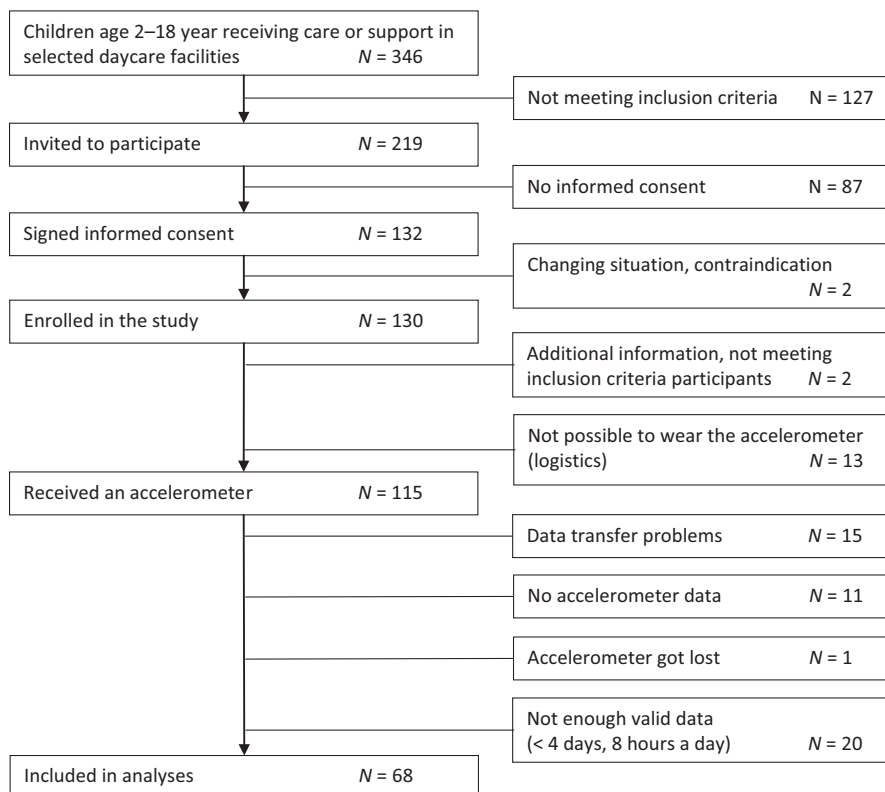 Children age 2–18 year receiving care or support in
selected daycare facilities N = 346
Not meeting inclusion criteria N = 127
Invited to participate N = 219
No informed consent N = 87
Signed informed consent N = 132
Changing situation, contraindication
N = 2
Enrolled in the study N = 130
Additional information, not meeting
inclusion criteria participants N = 2
Not possible to wear the accelerometer
(logistics) N = 13
Received an accelerometer N = 115
Data transfer problems N = 15
No accelerometer data N = 11
Accelerometer got lost N = 1
Not enough valid data
(< 4 days, 8 hours a day) N = 20
Included in analyses N = 68